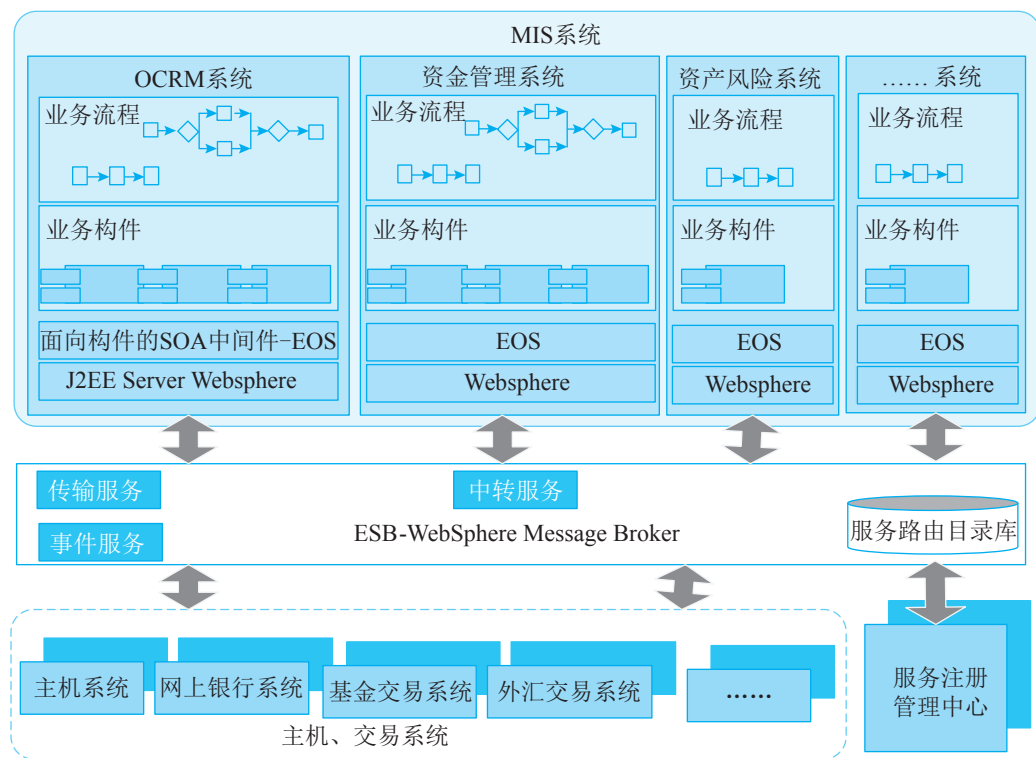 MIS系统
OCRM系统
业务流程
业务构件
面向构件的SOA中间件-EOS
J2EE Server Websphere
资金管理系统
业务流程
业务构件
EOS
Websphere
资产风险系统
业务流程
业务构件
EOS
Websphere
……系统
业务流程
业务构件
EOS
Websphere
传输服务
中转服务
事件服务
ESB-WebSphere Message Broker
服务路由目录库
主机系统
网上银行系统
基金交易系统
外汇交易系统
……
主机、交易系统
服务注册
管理中心